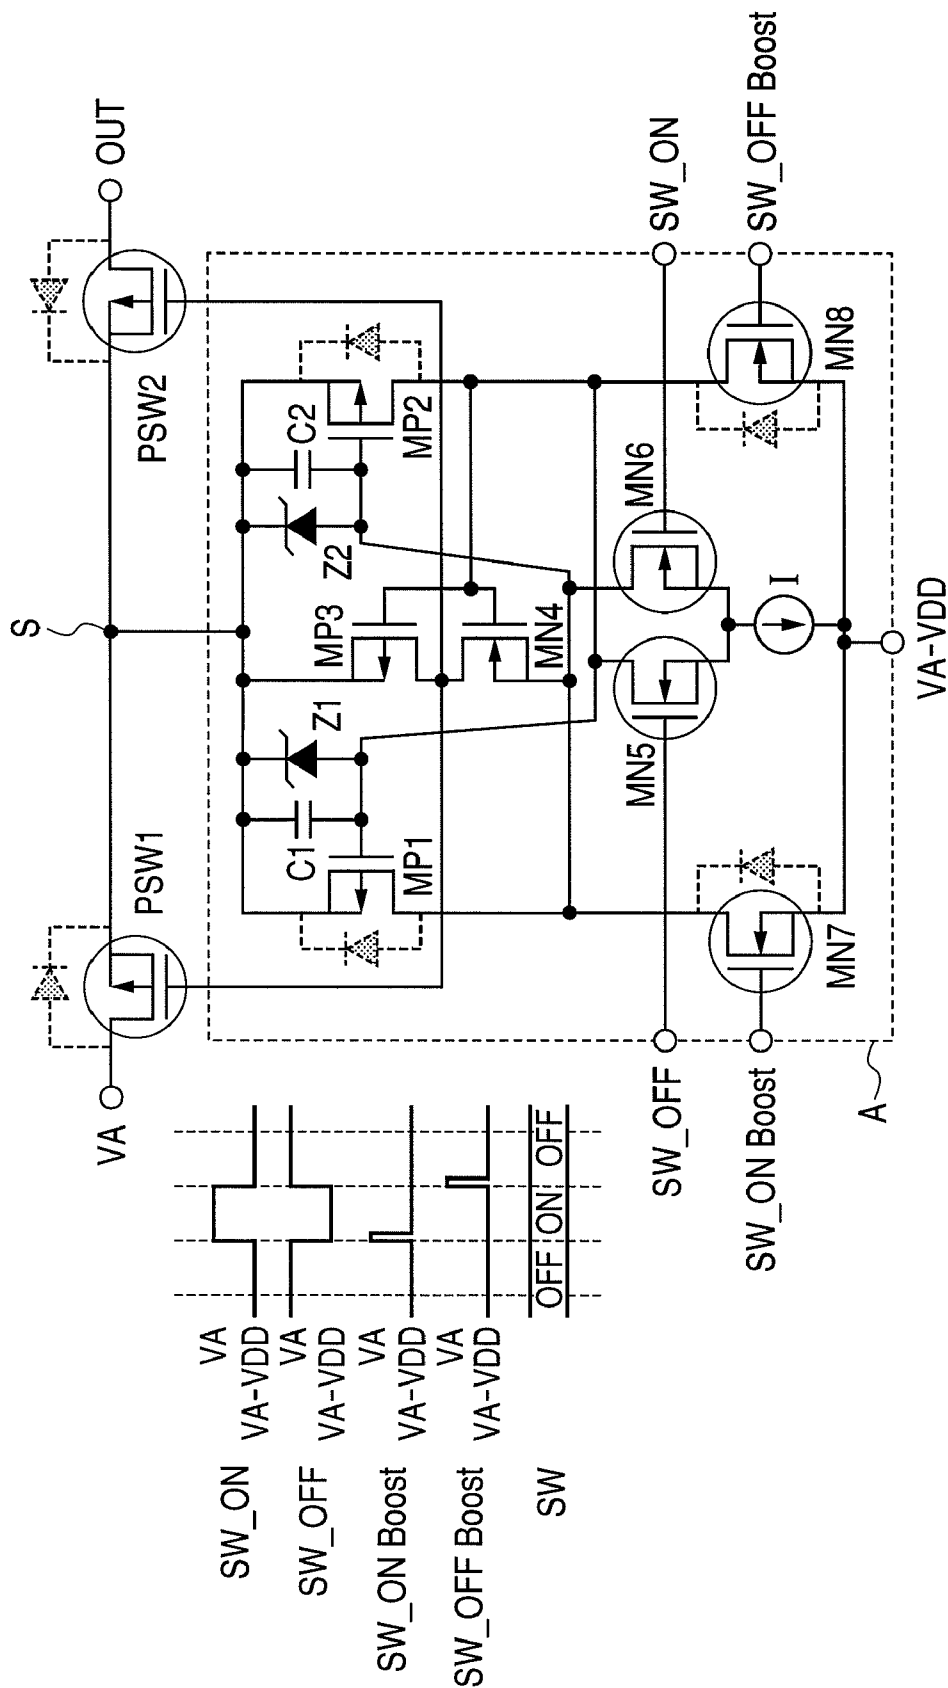 SW_ON
VA
VA-VDD
SW_OFF
VA
VA-VDD
SW_ON Boost
VA
VA-VDD
SW_OFF Boost
VA
VA-VDD
SW
OFF
ON
OFF
VA
PSW1
S
PSW2
OUT
C1
Z1
MP1
MP3
MN4
Z2
C2
MP2
SW_OFF
MN5
MN6
SW_ON
SW_ON Boost
MN7
I
MN8
SW_OFF Boost
A
VA-VDD